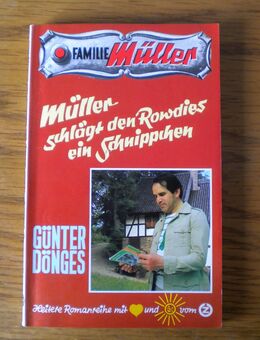 FAMILIE Müller
Müller
schlägt den Rowdies
ein Schnippchen
GÜNTER
DÖNGES
Heitere Romanreihe mit und vom Z